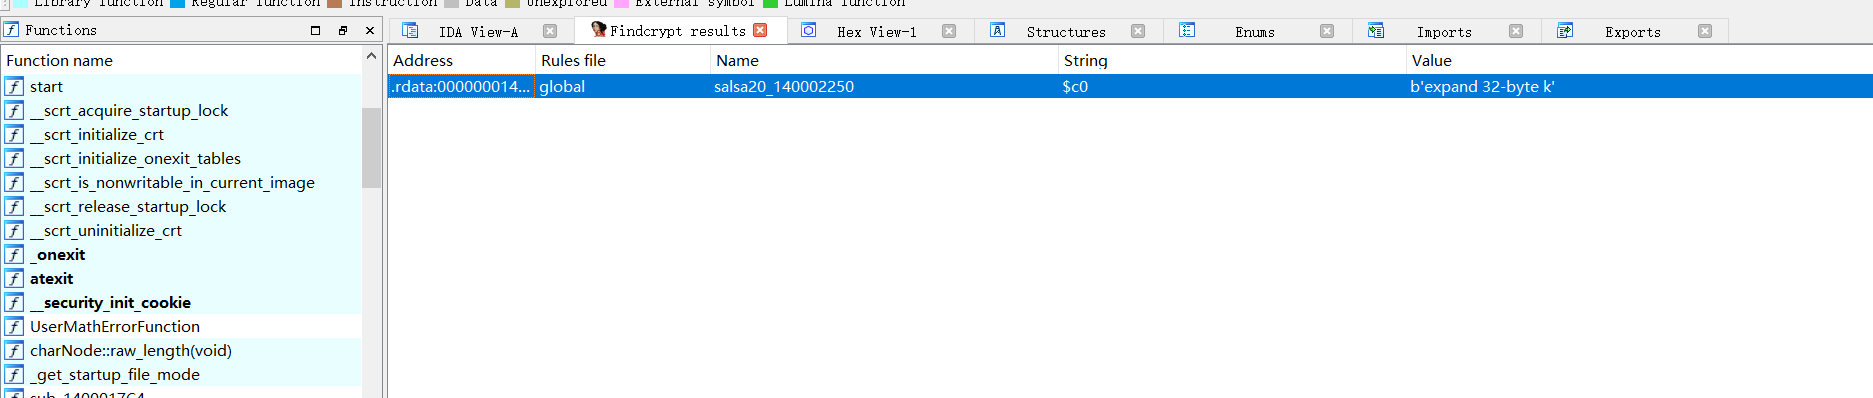 Library function Regular function Instruction Data Unexplored External symbol Lumina function
Functions
IDA View-A Findcrypt results Hex View-1 Structures Enums Imports Exports
Function name
Address Rules file Name String Value
.rdata:000000014... global salsa20_140002250 $c0 b'expand 32-byte k'
start
__scrt_acquire_startup_lock
__scrt_initialize_crt
__scrt_initialize_onexit_tables
__scrt_is_nonwritable_in_current_image
__scrt_release_startup_lock
__scrt_uninitialize_crt
_onexit
atexit
__security_init_cookie
UserMathErrorFunction
charNode::raw_length(void)
_get_startup_file_mode
sub_1400017C4